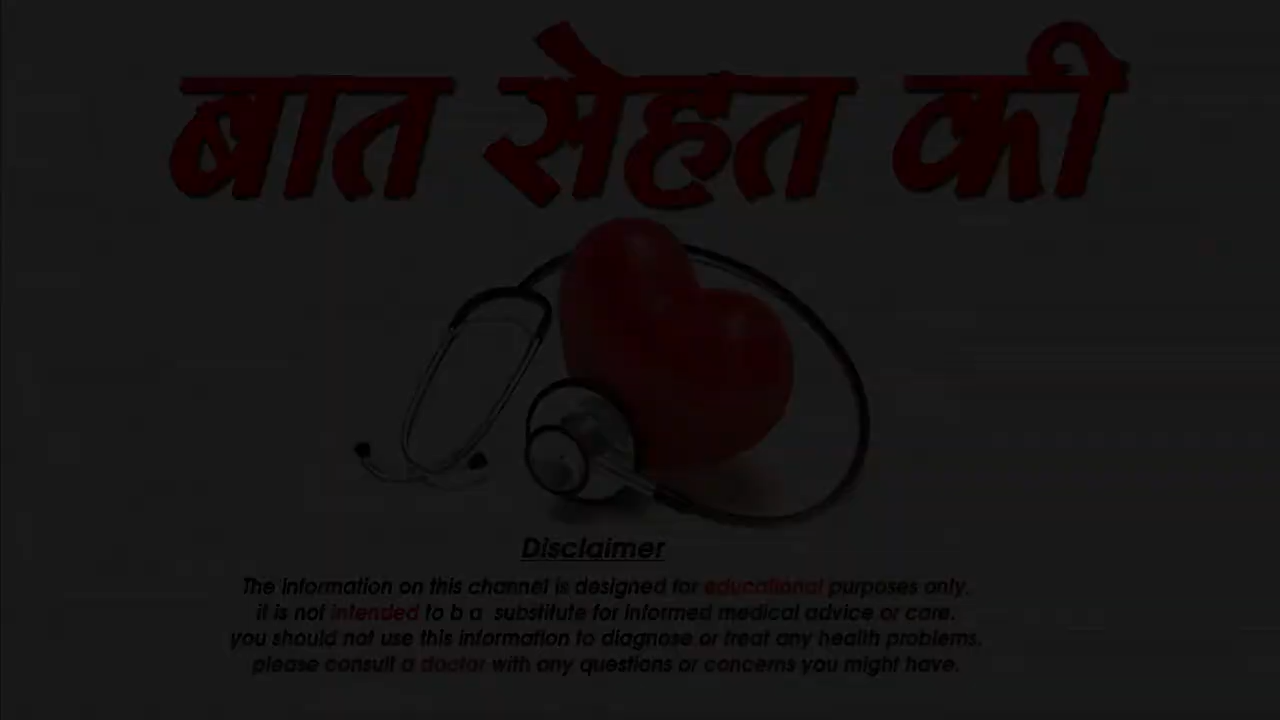 बात सेहत की
Disclaimer
The information on this channel is designed for educational purposes only.
it is not intended to b a substitute for informed medical advice or care.
you should not use this information to diagnose or treat any health problems.
please consult a doctor with any questions or concerns you might have.